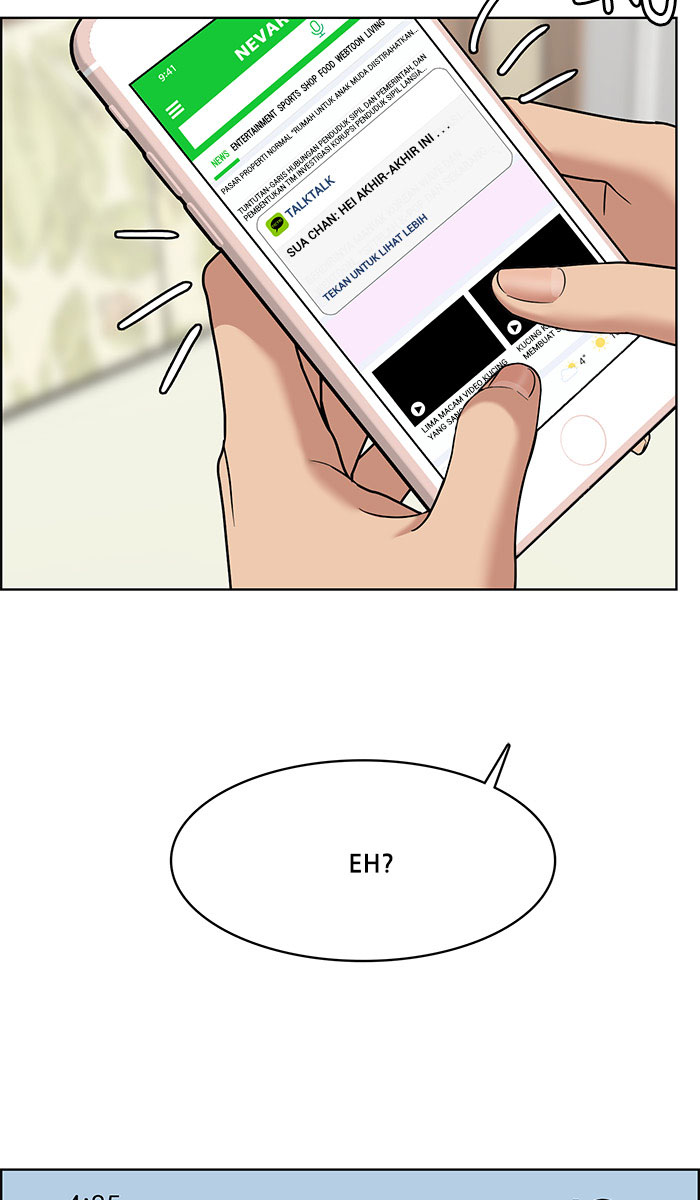 9:41
NEVAR
NEWS ENTERTAINMENT SPORTS SHOP FOOD WEBTOON LIVING
PASAR PROPERTI NORMAL "RUMAH UNTUK ANAK MUDA DIISTIRAHATKAN...
TUNTUTAN-GARIS HUBUNGAN PENDUDUK SIPIL DAN PEMERINTAH, DAN
PEMBENTUKAN TIM INVESTIGASI KORUPSI PENDUDUK SIPIL LANSIA...
TALKTALK
SUA CHAN: HEI AKHIR-AKHIR INI . . .
TEKAN UNTUK LIHAT LEBIH
KUCING
MEMBUAT
4°
LIMA MACAM VIDEO KUCING
YANG
EH?